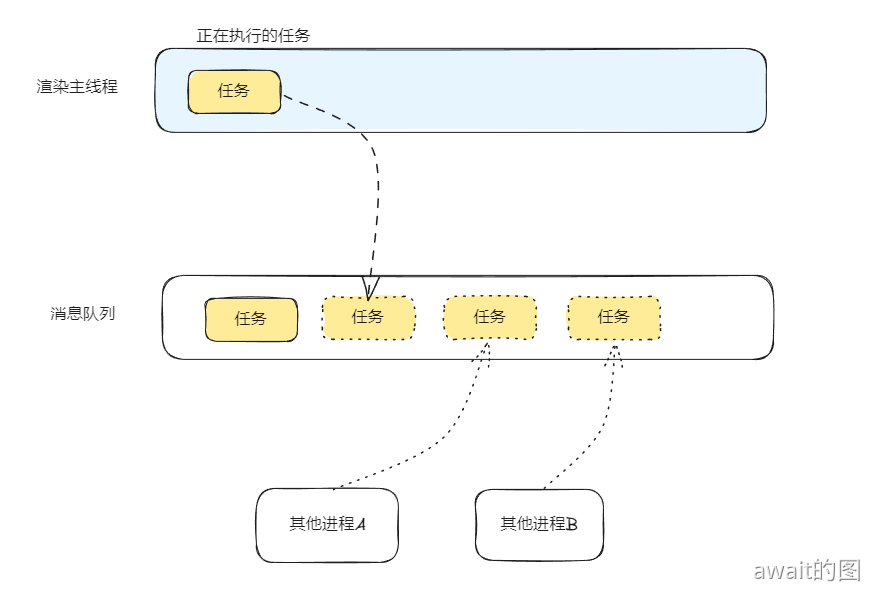 正在执行的任务
渲染主线程
任务
消息队列
任务
任务
任务
任务
其他进程A
其他进程B
await的图